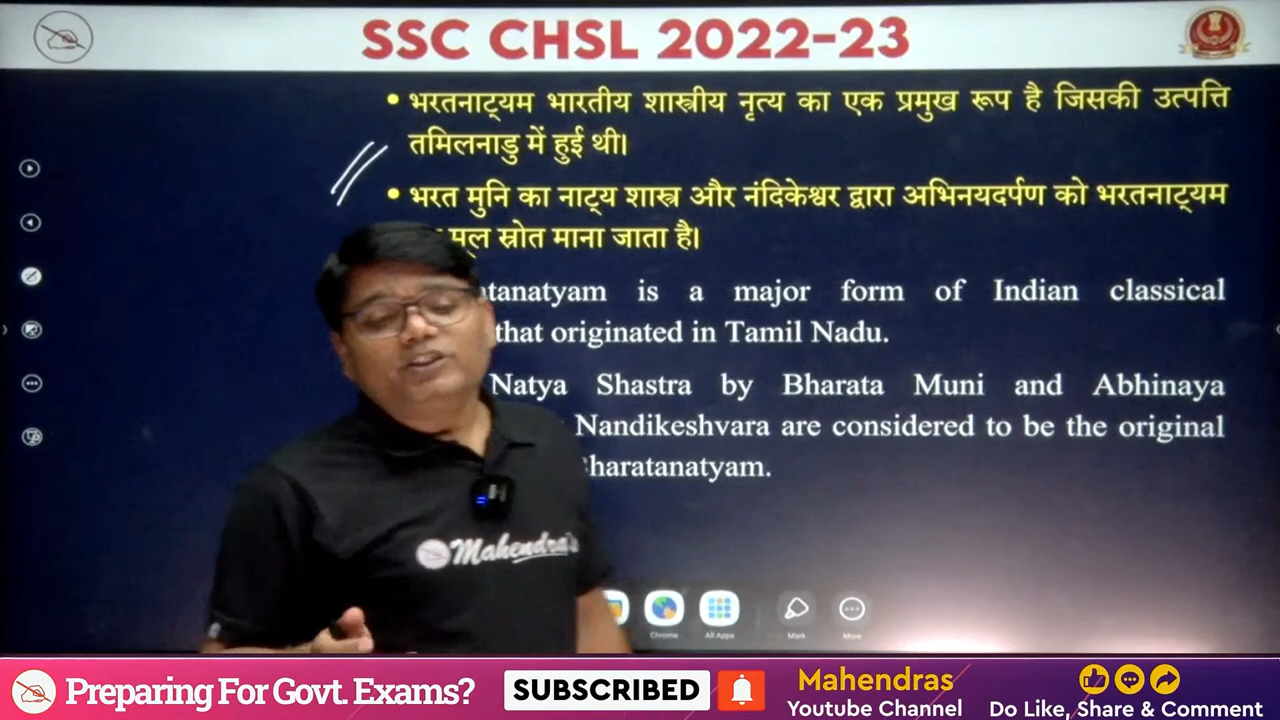 SSC CHSL 2022-23
• भरतनाट्यम भारतीय शास्त्रीय नृत्य का एक प्रमुख रूप है जिसकी उत्पत्ति
तमिलनाडु में हुई थी।
• भरत मुनि का नाट्य शास्त्र और नंदिकेश्वर द्वारा अभिनयदर्पण को भरतनाट्यम
मूल स्रोत माना जाता है।
atanatyam is a major form of Indian classical
that originated in Tamil Nadu.
Natya Shastra by Bharata Muni and Abhinaya
Nandikeshvara are considered to be the original
haratanatyam.
Mahendra's
Chrome All Apps Mark More
Preparing For Govt. Exams? SUBSCRIBED Mahendras
Youtube Channel Do Like, Share & Comment